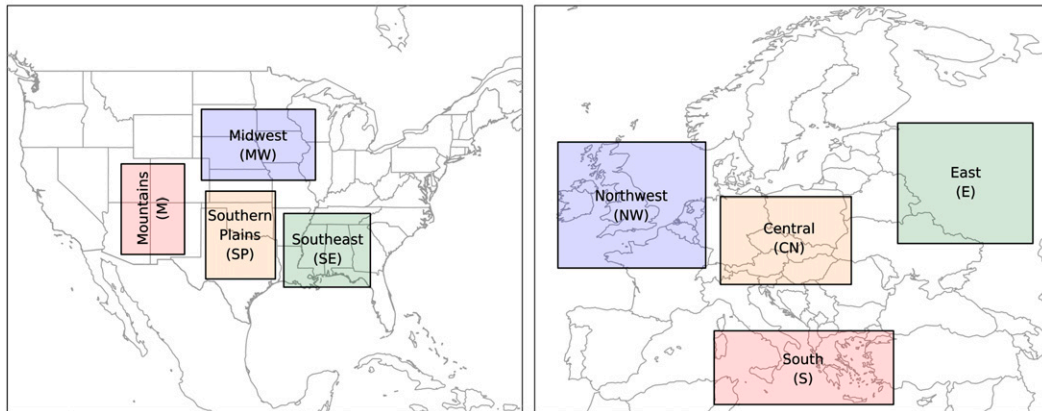 Midwest
(MW)
Mountains
(M)
Southern
Plains
(SP)
Southeast
(SE)
Northwest
(NW)
Central
(CN)
East
(E)
South
(S)